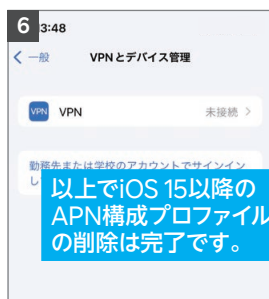 6
3:48
一般
VPNとデバイス管理
VPN
VPN
未接続
勤務先または学校のアカウントでサインイン
し
以上でiOS 15以降の
APN構成プロファイル
の削除は完了です。